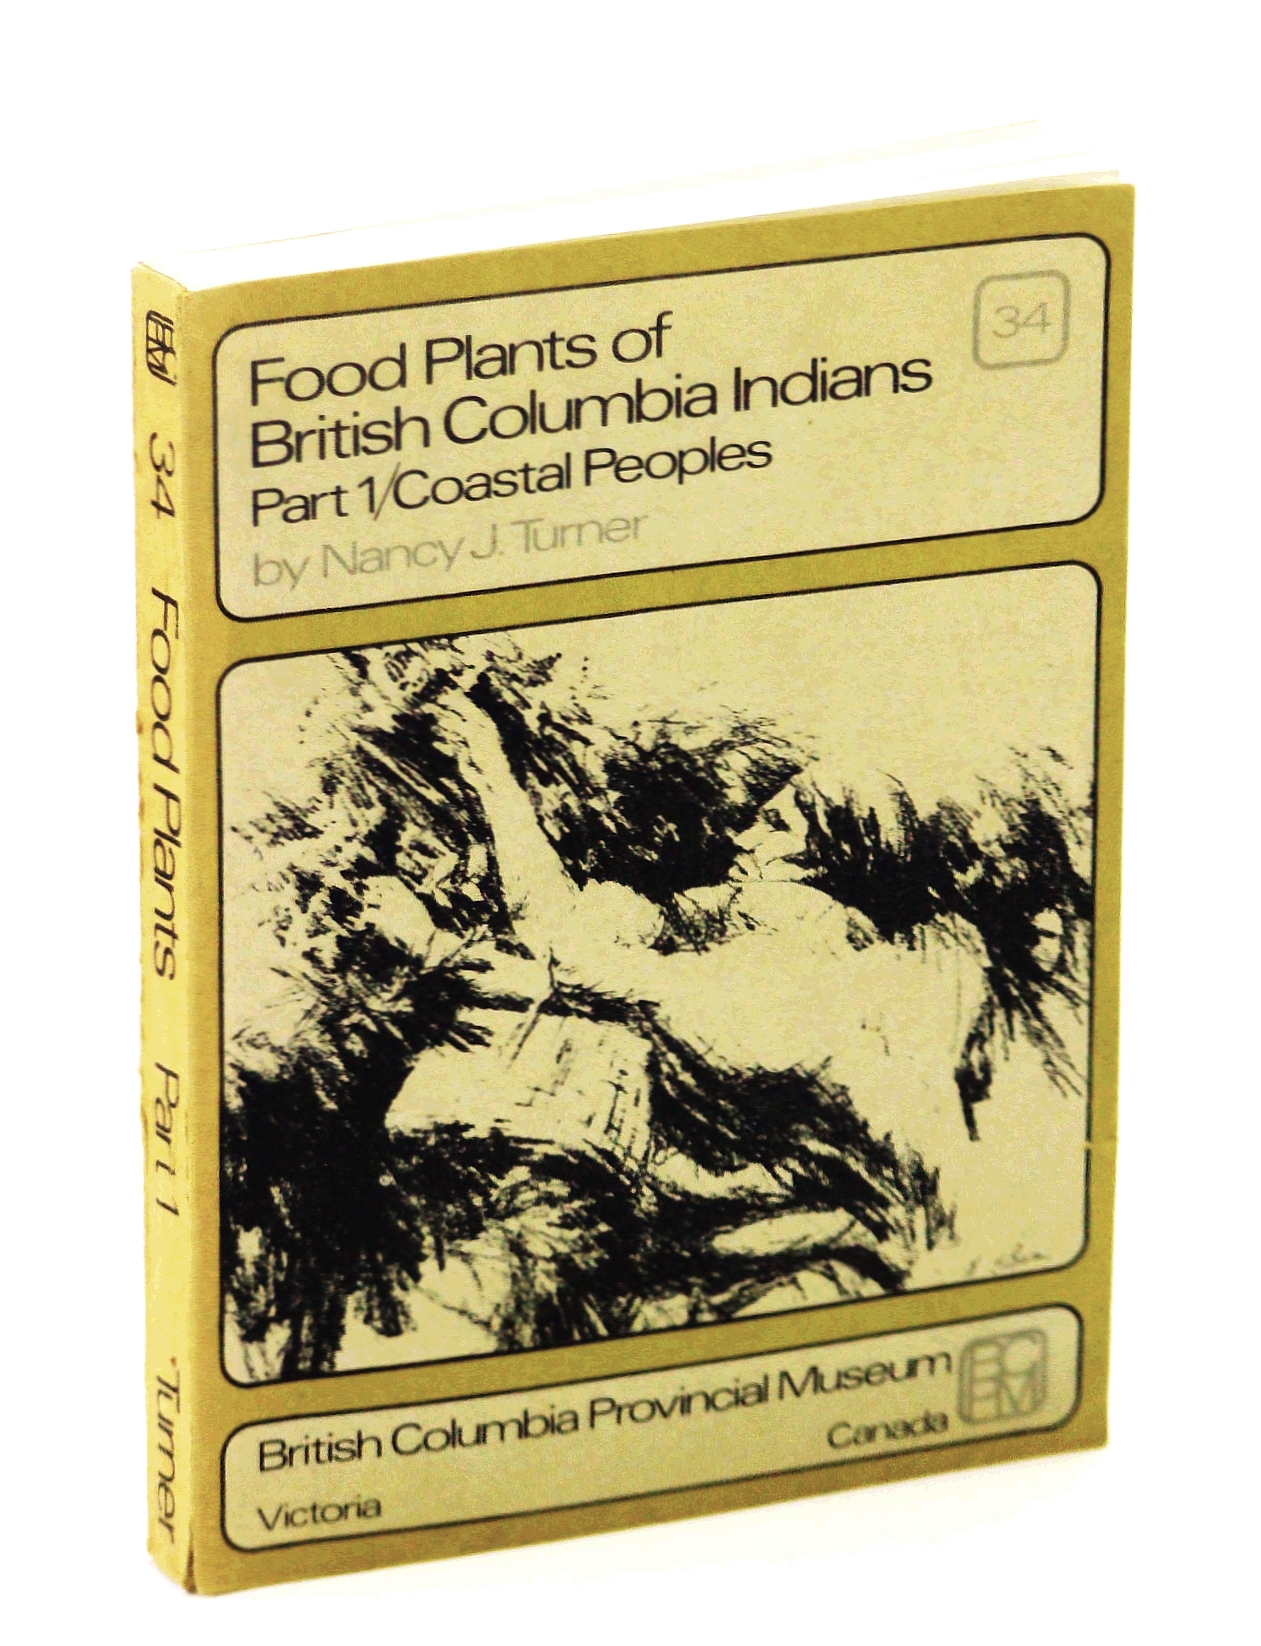 34
Food Plants of
British Columbia Indians
Part 1/Coastal Peoples
by Nancy J. Turner
British Columbia Provincial Museum
Canada
Victoria
BC
PM
34 Food Plants Part 1 Turner